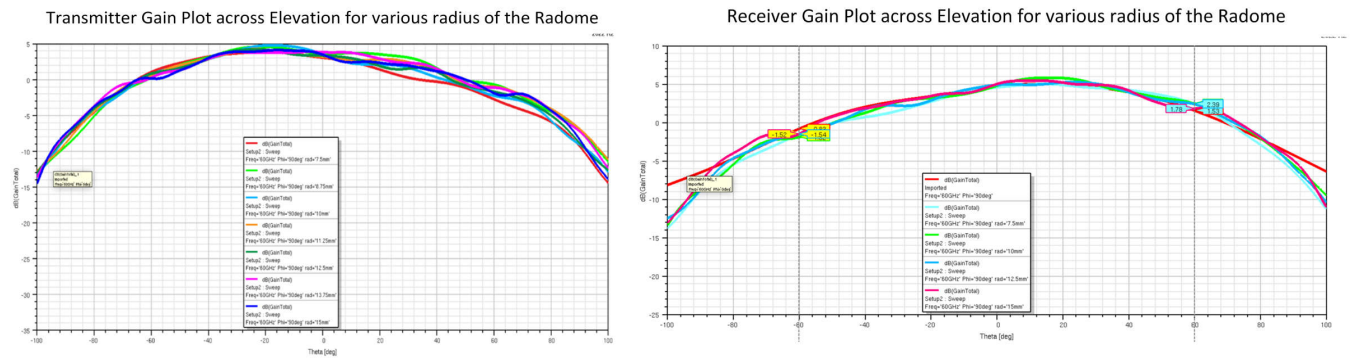 Transmitter Gain Plot across Elevation for various radius of the Radome
5
0
-5
-10
-15
-20
-25
-30
-35
dB(GainTotal)
-100
-80
-60
-40
-20
0
20
40
60
80
100
Theta [deg]
Imported
dB(GainTotal)
Setup2 : Sweep
Freq='60GHz' Phi='90deg' rad='7.5mm'
dB(GainTotal)
Setup2 : Sweep
Freq='60GHz' Phi='90deg' rad='8.75mm'
dB(GainTotal)
Setup2 : Sweep
Freq='60GHz' Phi='90deg' rad='10mm'
dB(GainTotal)
Setup2 : Sweep
Freq='60GHz' Phi='90deg' rad='11.25mm'
dB(GainTotal)
Setup2 : Sweep
Freq='60GHz' Phi='90deg' rad='12.5mm'
dB(GainTotal)
Setup2 : Sweep
Freq='60GHz' Phi='90deg' rad='13.75mm'
dB(GainTotal)
Setup2 : Sweep
Freq='60GHz' Phi='90deg' rad='15mm'
Receiver Gain Plot across Elevation for various radius of the Radome
10
5
0
-5
-10
-15
-20
-25
dB(GainTotal)
-100
-80
-60
-40
-20
0
20
40
60
80
100
Theta [deg]
-1.52
-1.54
1.78
2.39
Imported
dB(GainTotal)
Imported
Freq='60GHz' Phi='90deg'
dB(GainTotal)
Setup2 : Sweep
Freq='60GHz' Phi='90deg' rad='7.5mm'
dB(GainTotal)
Setup2 : Sweep
Freq='60GHz' Phi='90deg' rad='10mm'
dB(GainTotal)
Setup2 : Sweep
Freq='60GHz' Phi='90deg' rad='12.5mm'
dB(GainTotal)
Setup2 : Sweep
Freq='60GHz' Phi='90deg' rad='15mm'